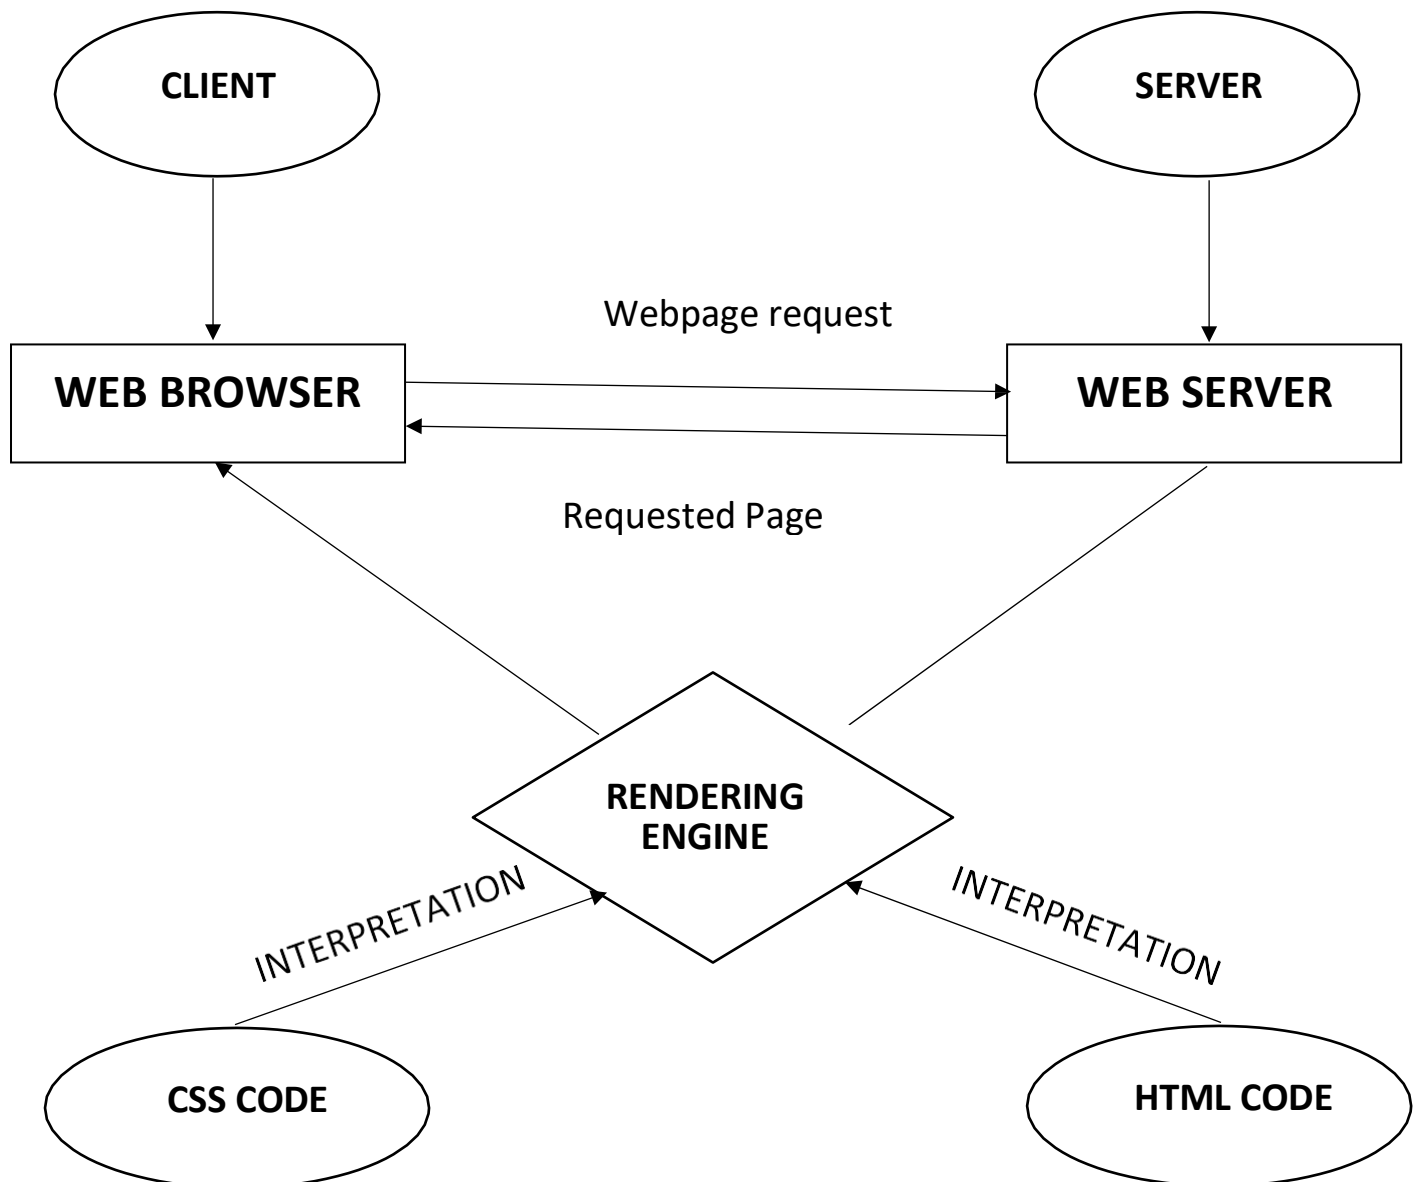 CLIENT
SERVER
Webpage request
WEB BROWSER
WEB SERVER
Requested Page
RENDERING
ENGINE
INTERPRETATION
INTERPRETATION
CSS CODE
HTML CODE